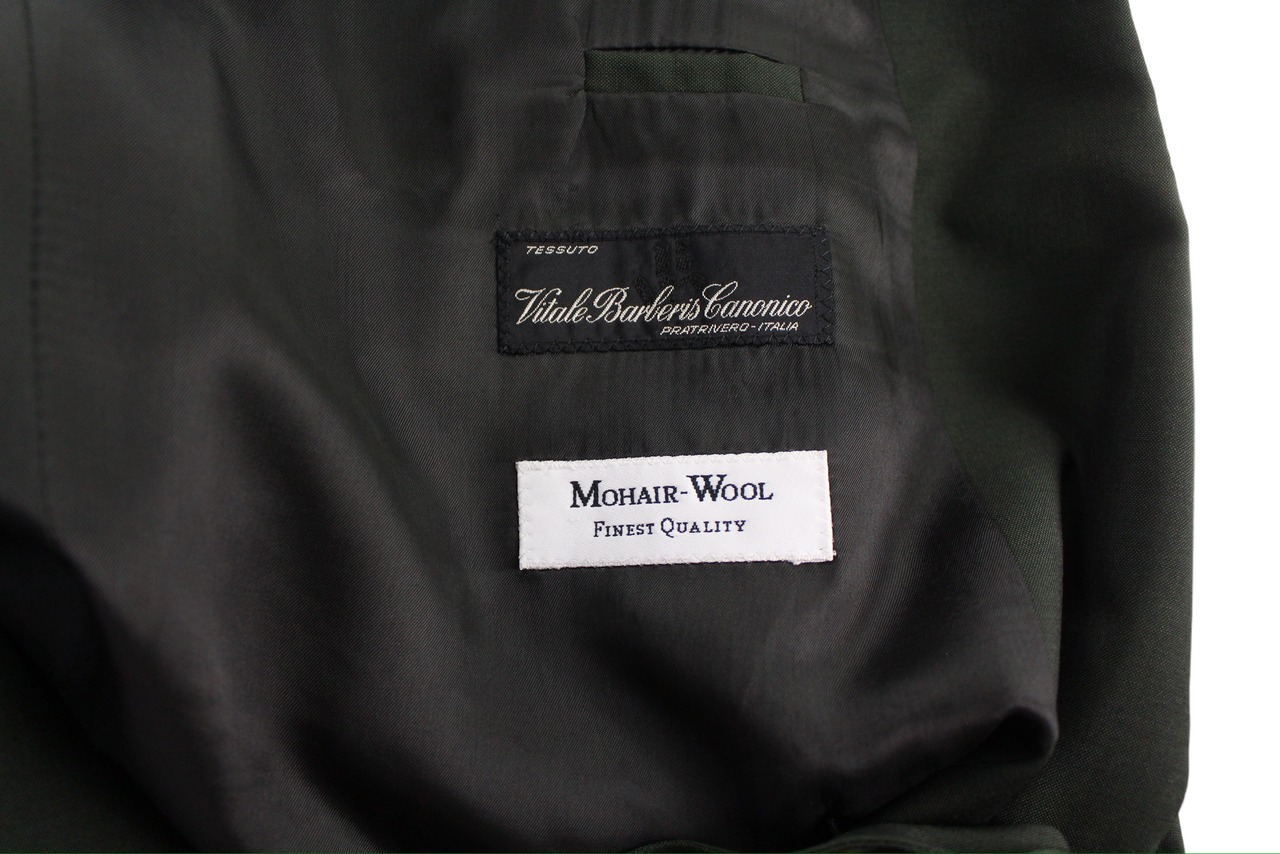 TESSUTO
Vitale Barberis Canonico
PRATRIVERO-ITALIA
MOHAIR-WOOL
FINEST QUALITY